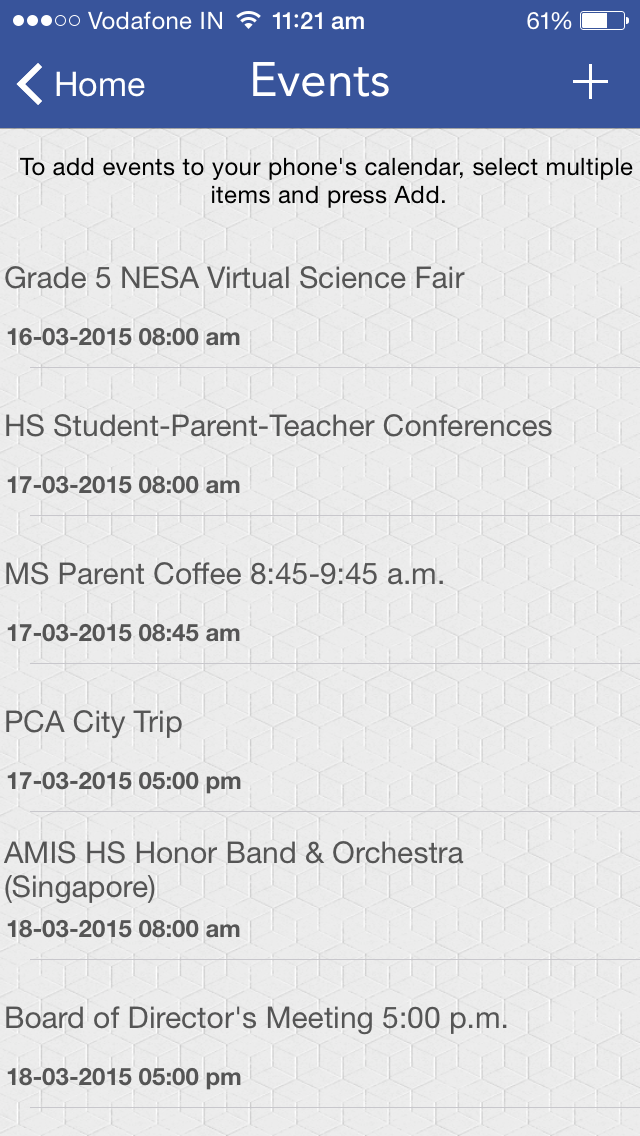 Vodafone IN 11:21 am 61%
Home Events
To add events to your phone's calendar, select multiple
items and press Add.
Grade 5 NESA Virtual Science Fair
16-03-2015 08:00 am
HS Student-Parent-Teacher Conferences
17-03-2015 08:00 am
MS Parent Coffee 8:45-9:45 a.m.
17-03-2015 08:45 am
PCA City Trip
17-03-2015 05:00 pm
AMIS HS Honor Band & Orchestra
(Singapore)
18-03-2015 08:00 am
Board of Director's Meeting 5:00 p.m.
18-03-2015 05:00 pm